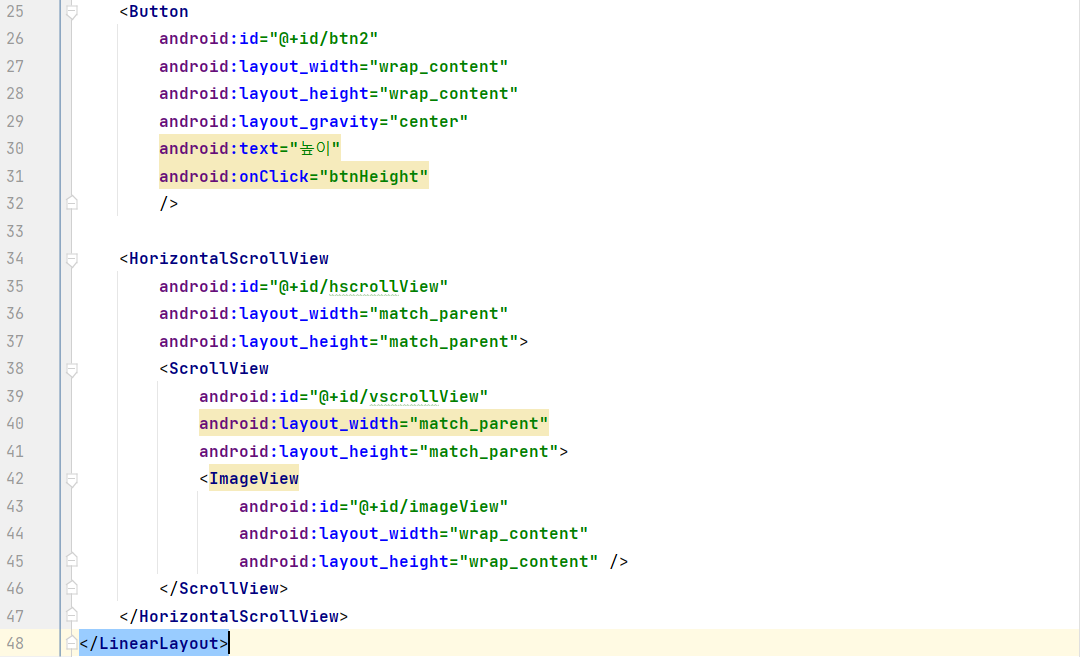 25 <Button
26 android:id="@+id/btn2"
27 android:layout_width="wrap_content"
28 android:layout_height="wrap_content"
29 android:layout_gravity="center"
30 android:text="높이"
31 android:onClick="btnHeight"
32 />
33
34 <HorizontalScrollView
35 android:id="@+id/hscrollView"
36 android:layout_width="match_parent"
37 android:layout_height="match_parent">
38 <ScrollView
39 android:id="@+id/vscrollView"
40 android:layout_width="match_parent"
41 android:layout_height="match_parent">
42 <ImageView
43 android:id="@+id/imageView"
44 android:layout_width="wrap_content"
45 android:layout_height="wrap_content" />
46 </ScrollView>
47 </HorizontalScrollView>
48 </LinearLayout>